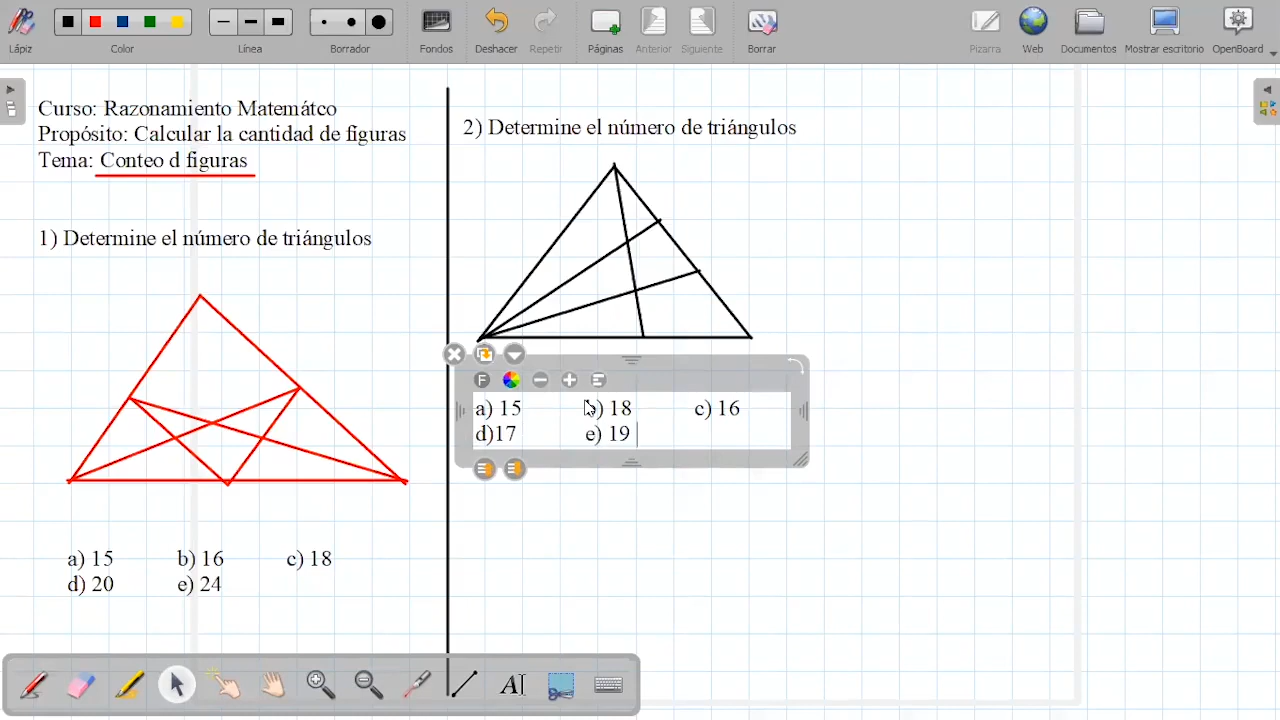 Lápiz
Color
Línea
Borrador
Fondos
Deshacer
Repetir
Páginas
Anterior
Siguiente
Borrar
Pizarra
Web
Documentos
Mostrar escritorio
OpenBoard
Curso: Razonamiento Matemátco
Propósito: Calcular la cantidad de figuras
Tema: Conteo d figuras
1) Determine el número de triángulos
a) 15 b) 16 c) 18
d) 20 e) 24
2) Determine el número de triángulos
F
a) 15 b) 18 c) 16
d)17 e) 19
AI